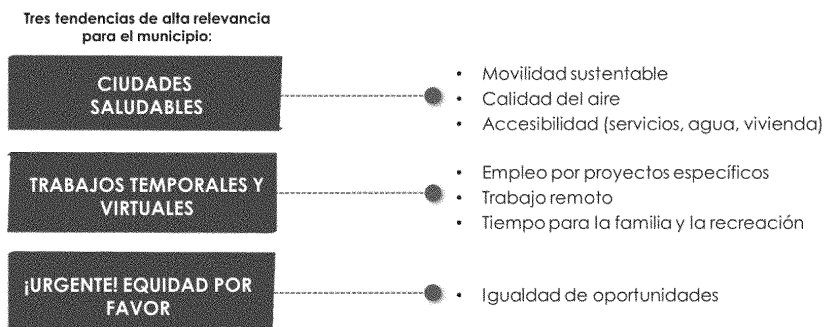 Tres tendencias de alta relevancia
para el municipio:
CIUDADES
SALUDABLES
• Movilidad sustentable
• Calidad del aire
• Accesibilidad (servicios, agua, vivienda)
TRABAJOS TEMPORALES Y
VIRTUALES
• Empleo por proyectos específicos
• Trabajo remoto
• Tiempo para la familia y la recreación
¡URGENTE! EQUIDAD POR
FAVOR
• Igualdad de oportunidades